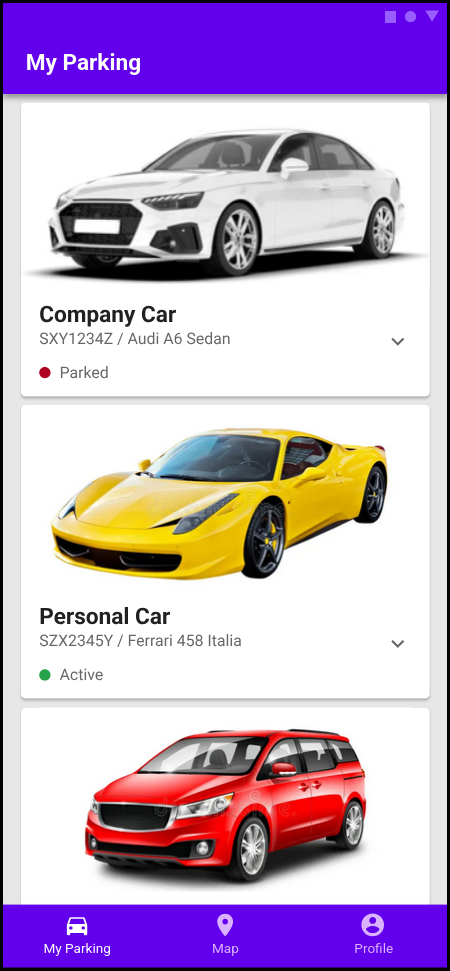 My Parking
Company Car
SXY1234Z / Audi A6 Sedan
Parked
Personal Car
SZX2345Y / Ferrari 458 Italia
Active
My Parking
Map
Profile